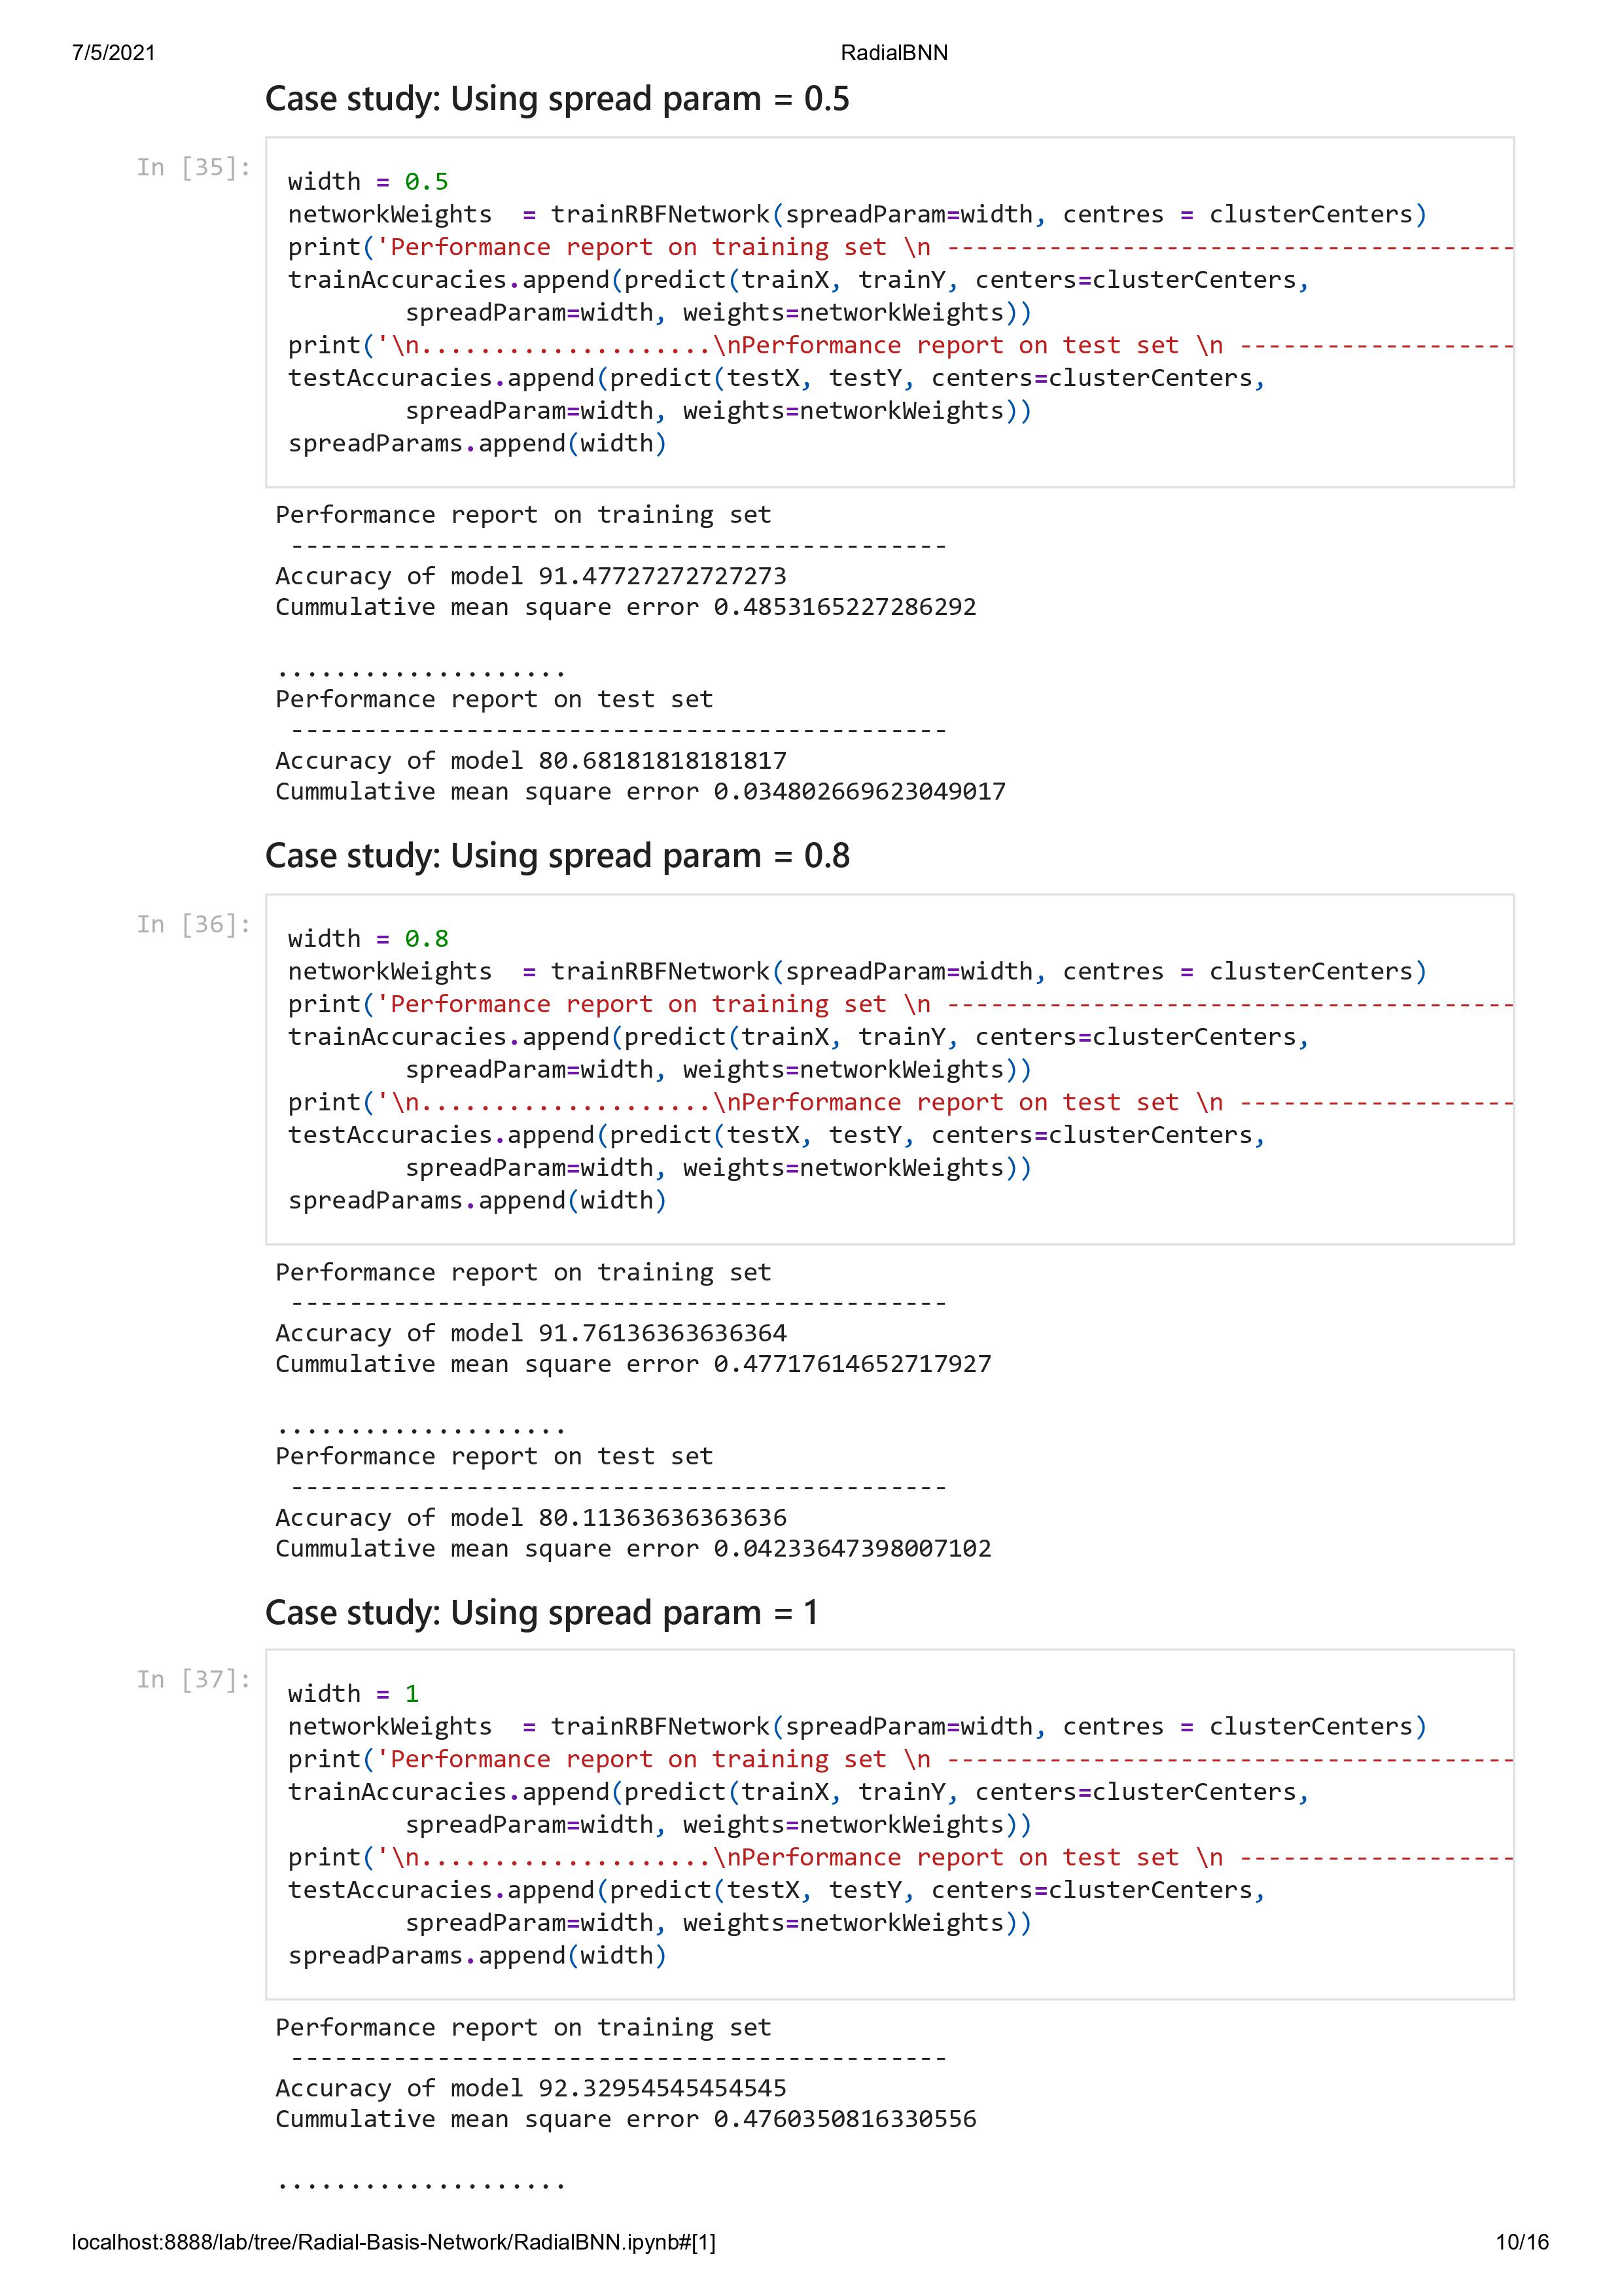 7/5/2021 RadialBNN
Case study: Using spread param = 0.5
In [35]:
width = 0.5
networkWeights  = trainRBFNetwork(spreadParam=width, centres = clusterCenters)
print('Performance report on training set \n ---------------------------------------
trainAccuracies.append(predict(trainX, trainY, centers=clusterCenters,
        spreadParam=width, weights=networkWeights))
print('\n....................\nPerformance report on test set \n -------------------
testAccuracies.append(predict(testX, testY, centers=clusterCenters,
        spreadParam=width, weights=networkWeights))
spreadParams.append(width)
Performance report on training set
 ---------------------------------------------
Accuracy of model 91.47727272727273
Cummulative mean square error 0.4853165227286292
....................
Performance report on test set
 ---------------------------------------------
Accuracy of model 80.68181818181817
Cummulative mean square error 0.034802669623049017
Case study: Using spread param = 0.8
In [36]:
width = 0.8
networkWeights  = trainRBFNetwork(spreadParam=width, centres = clusterCenters)
print('Performance report on training set \n ---------------------------------------
trainAccuracies.append(predict(trainX, trainY, centers=clusterCenters,
        spreadParam=width, weights=networkWeights))
print('\n....................\nPerformance report on test set \n -------------------
testAccuracies.append(predict(testX, testY, centers=clusterCenters,
        spreadParam=width, weights=networkWeights))
spreadParams.append(width)
Performance report on training set
 ---------------------------------------------
Accuracy of model 91.76136363636364
Cummulative mean square error 0.47717614652717927
....................
Performance report on test set
 ---------------------------------------------
Accuracy of model 80.11363636363636
Cummulative mean square error 0.04233647398007102
Case study: Using spread param = 1
In [37]:
width = 1
networkWeights  = trainRBFNetwork(spreadParam=width, centres = clusterCenters)
print('Performance report on training set \n ---------------------------------------
trainAccuracies.append(predict(trainX, trainY, centers=clusterCenters,
        spreadParam=width, weights=networkWeights))
print('\n....................\nPerformance report on test set \n -------------------
testAccuracies.append(predict(testX, testY, centers=clusterCenters,
        spreadParam=width, weights=networkWeights))
spreadParams.append(width)
Performance report on training set
 ---------------------------------------------
Accuracy of model 92.32954545454545
Cummulative mean square error 0.4760350816330556
....................
localhost:8888/lab/tree/Radial-Basis-Network/RadialBNN.ipynb#[1] 10/16